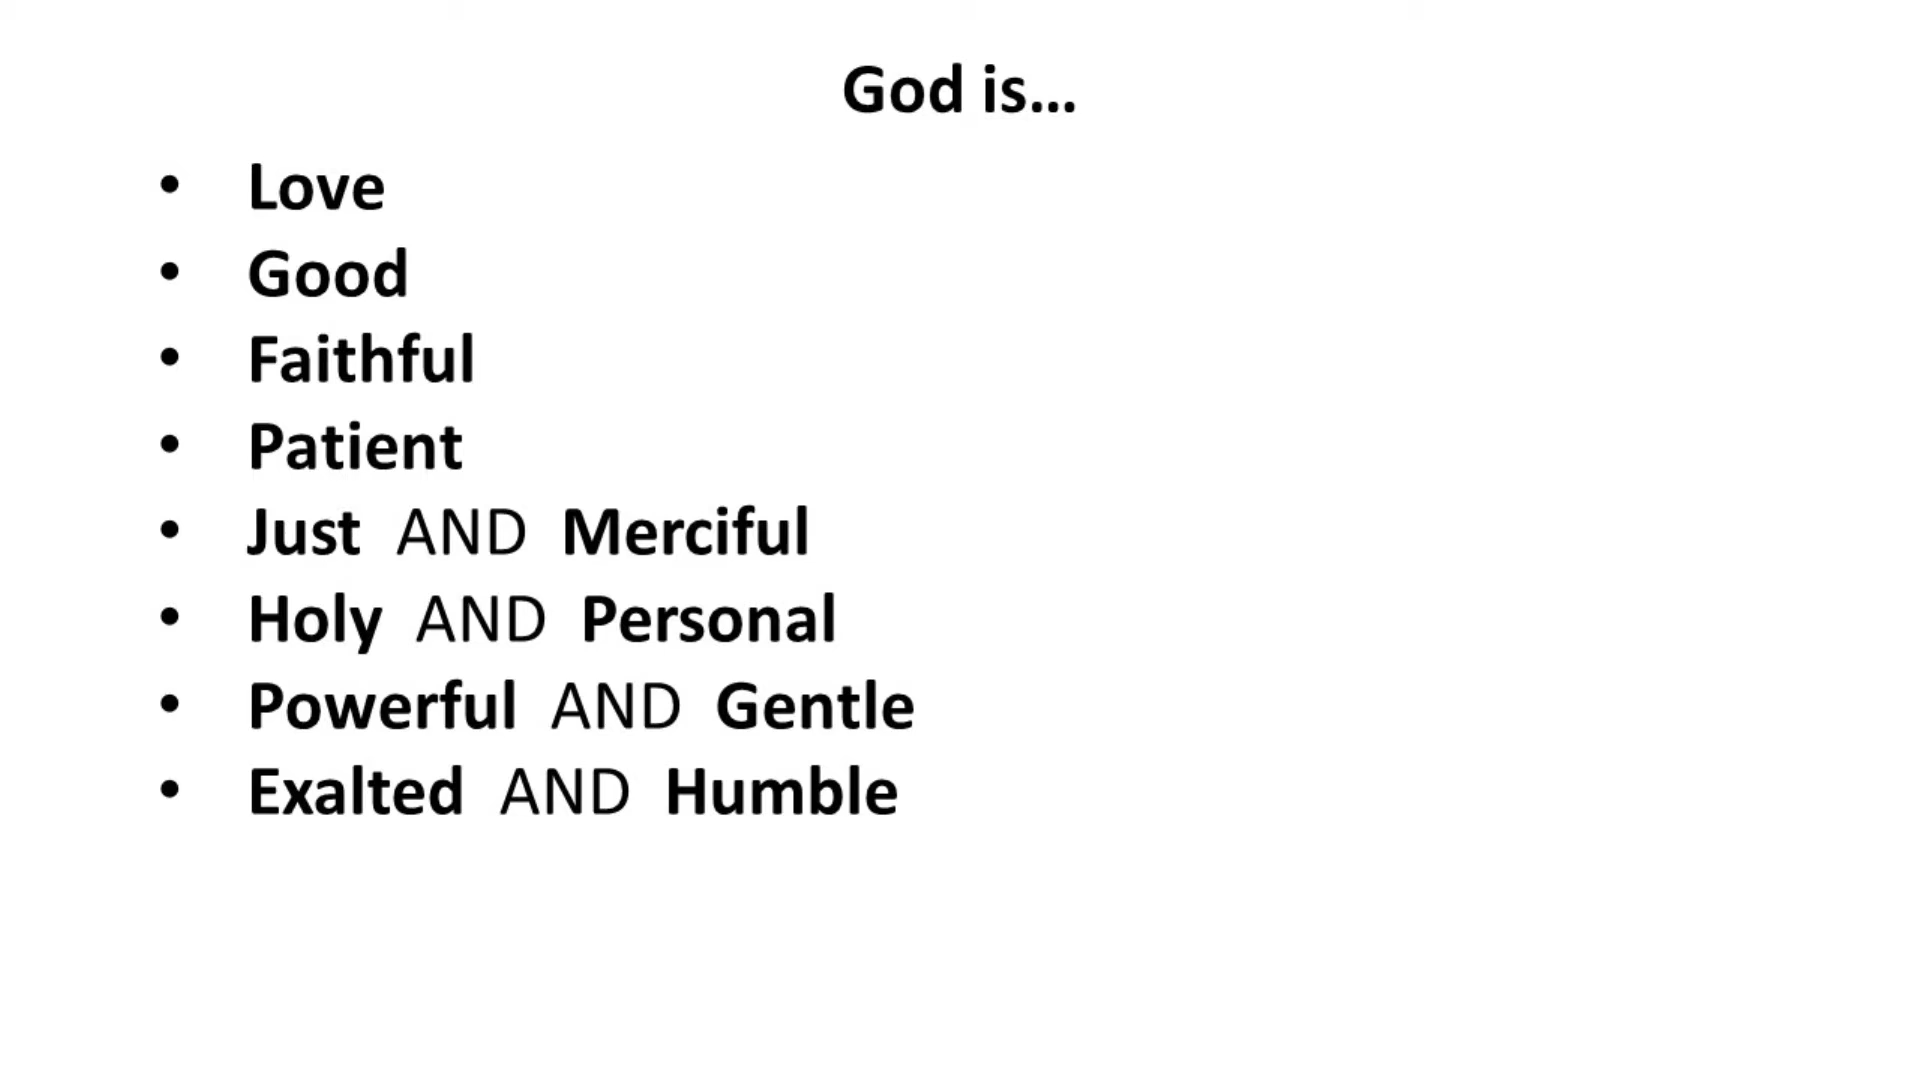 God is...
• Love
• Good
• Faithful
• Patient
• Just AND Merciful
• Holy AND Personal
• Powerful AND Gentle
• Exalted AND Humble